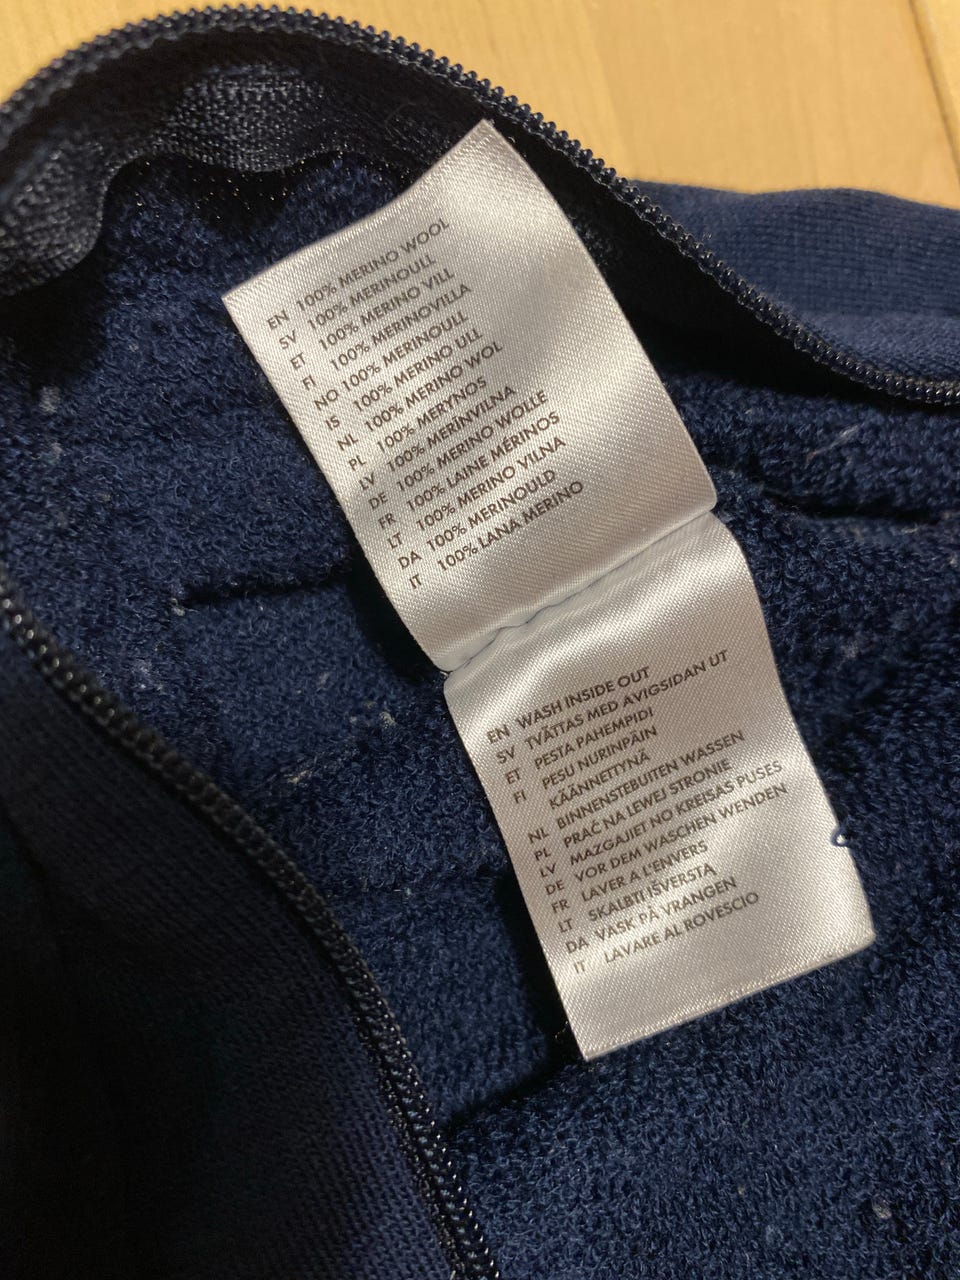 EN 100% MERINO WOOL
SV 100% MERINOULL
ET 100% MERINO VILL
FI 100% MERINOVILLA
NO 100% MERINOULL
IS 100% MERINO ULL
NL 100% MERINO WOL
PL 100% MERYNOS
LV 100% MERINVILNA
DE 100% MERINO WOLLE
FR 100% LAINE MÉRINOS
LT 100% MERINO VILNA
DA 100% MERINOULD
IT 100% LANA MERINO
EN WASH INSIDE OUT
SV TVÄTTAS MED AVIGSIDAN UT
ET PESTA PAHEMPIDI
FI PESU NURINPÄIN
KÄÄNNETTYNÄ
NL BINNENSTEBUITEN WASSEN
PL PRAĆ NA LEWEJ STRONIE
LV MAZGAJIET NO KREISAS PUSES
DE VOR DEM WASCHEN WENDEN
FR LAVER A L'ENVERS
LT SKALBTI IŠVERSTA
DA VASK PÅ VRANGEN
IT LAVARE AL ROVESCIO